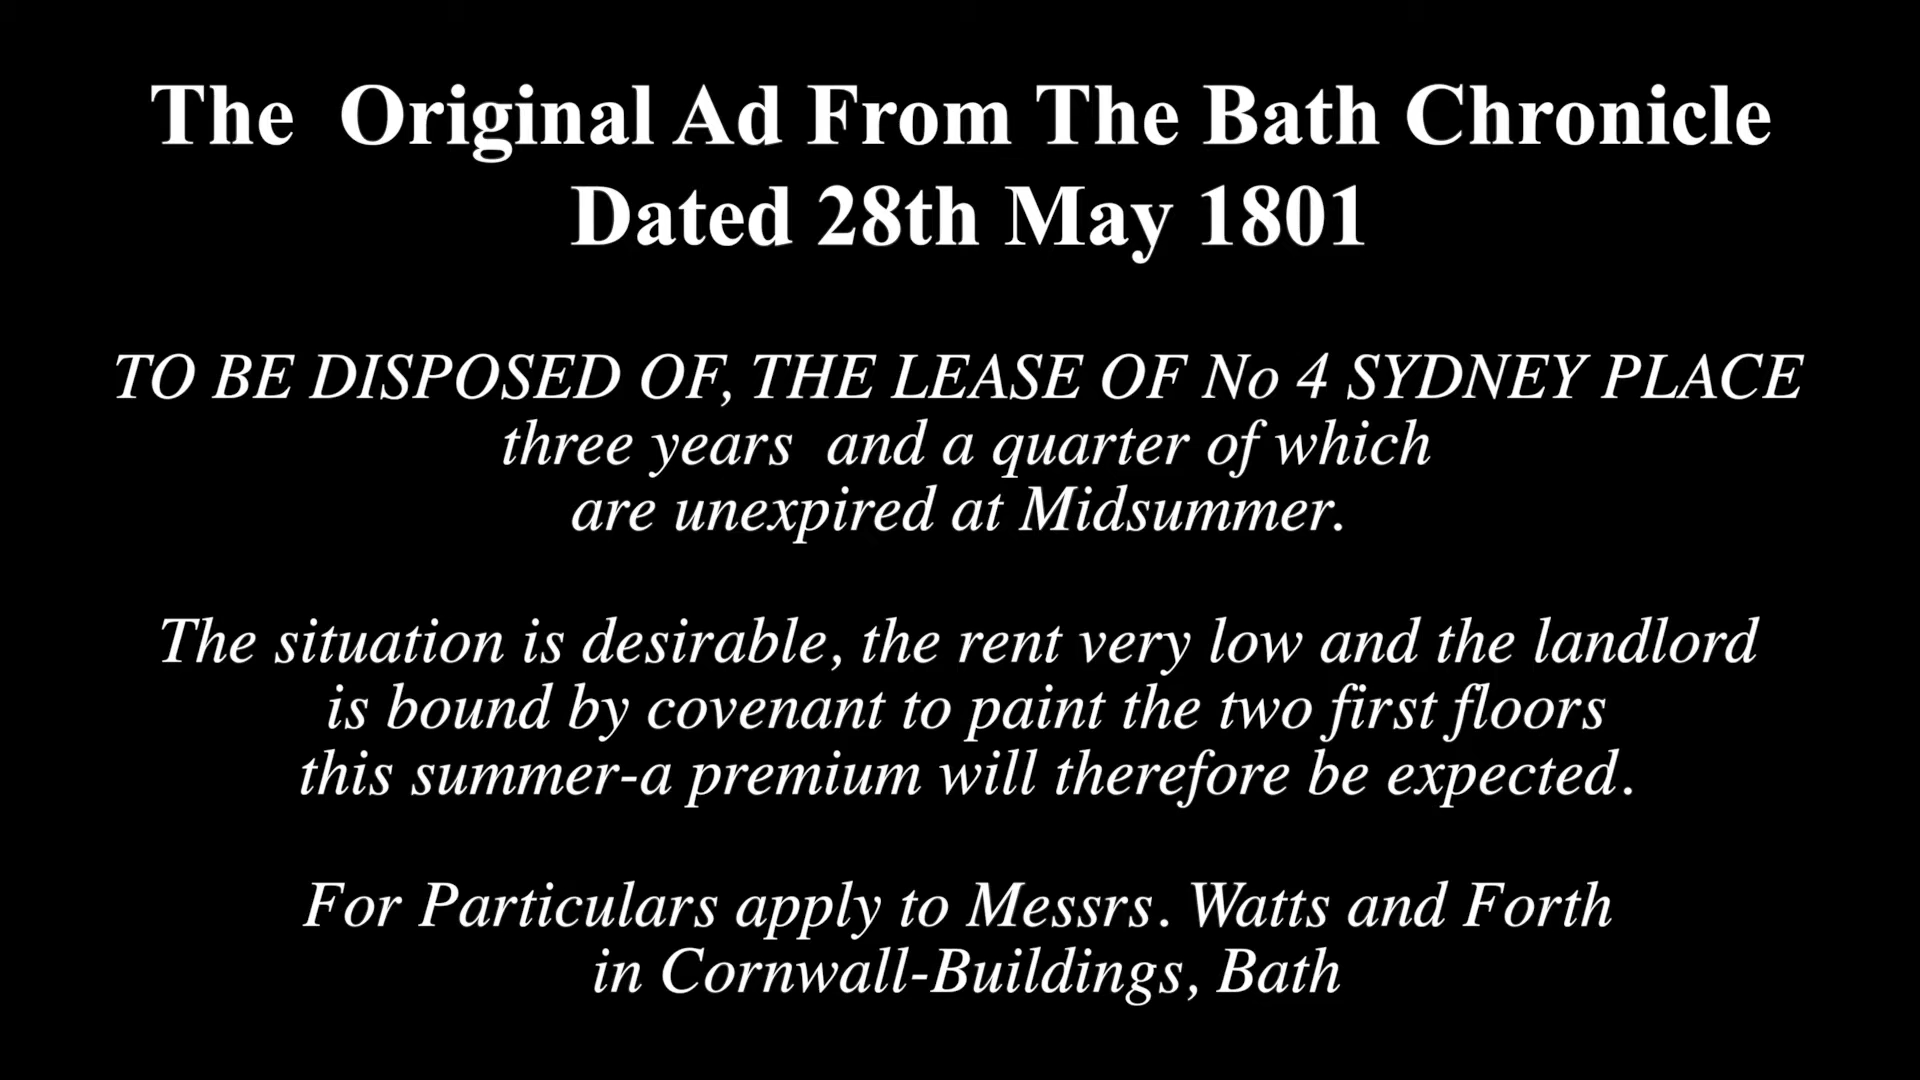 The Original Ad From The Bath Chronicle
Dated 28th May 1801
TO BE DISPOSED OF, THE LEASE OF No 4 SYDNEY PLACE
three years and a quarter of which
are unexpired at Midsummer.
The situation is desirable, the rent very low and the landlord
is bound by covenant to paint the two first floors
this summer-a premium will therefore be expected.
For Particulars apply to Messrs. Watts and Forth
in Cornwall-Buildings, Bath